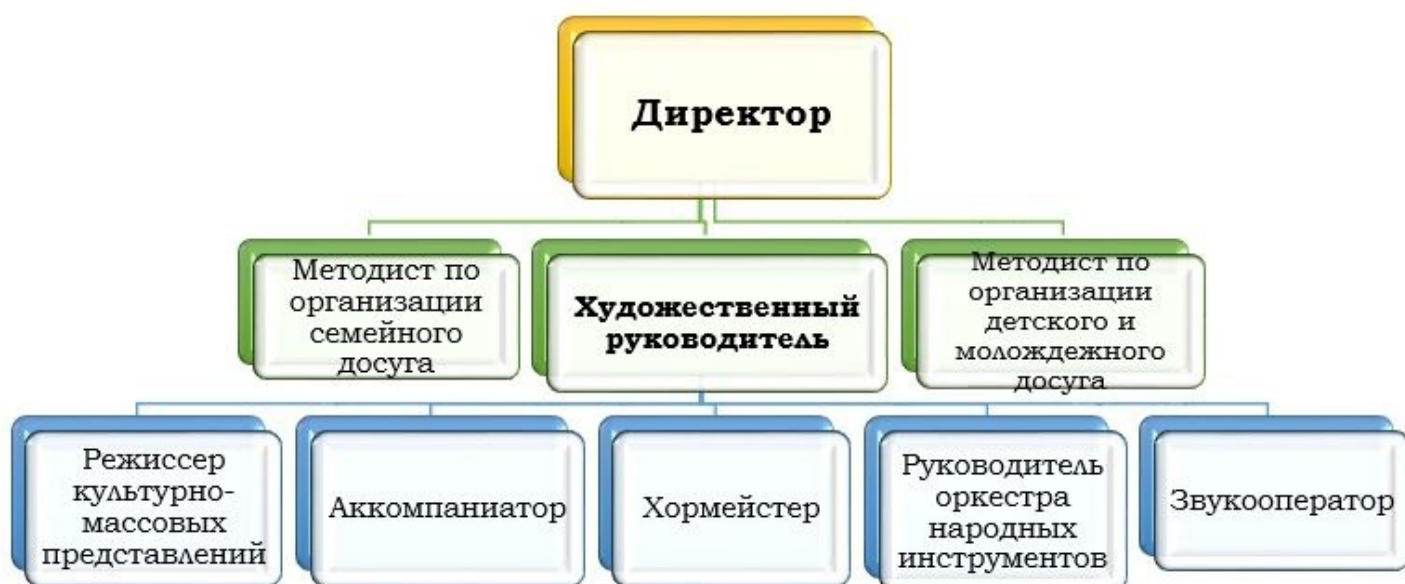 Директор
Методист по
организации
семейного
досуга
Художественный
руководитель
Методист по
организации
детского и
молождежного
досуга
Режиссер
культурно-
массовых
представлений
Аккомпаниатор
Хормейстер
Руководитель
оркестра
народных
инструментов
Звукооператор